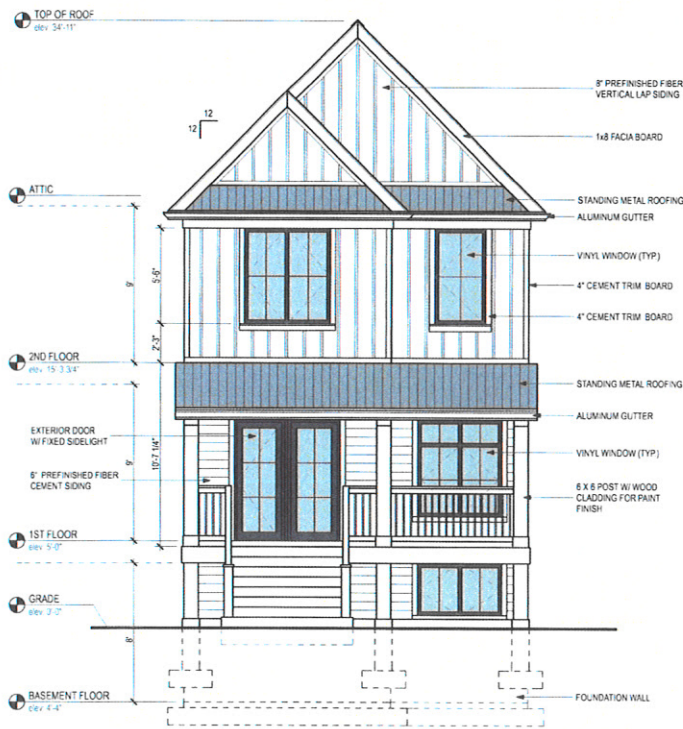 TOP OF ROOF
elev 34'-11"
8" PREFINISHED FIBER
VERTICAL LAP SIDING
12
12
1x8 FACIA BOARD
ATTIC
STANDING METAL ROOFING
ALUMINUM GUTTER
VINYL WINDOW (TYP.)
5'-6"
9'
4" CEMENT TRIM BOARD
4" CEMENT TRIM BOARD
2'-3"
2ND FLOOR
elev 15'-3 3/4"
STANDING METAL ROOFING
ALUMINUM GUTTER
EXTERIOR DOOR
W/ FIXED SIDELIGHT
10'-7 1/4"
VINYL WINDOW (TYP.)
9'
6" PREFINISHED FIBER
CEMENT SIDING
6 X 6 POST W/ WOOD
CLADDING FOR PAINT
FINISH
1ST FLOOR
elev 5'-0"
GRADE
elev
8'
BASEMENT FLOOR
elev 4'-4"
FOUNDATION WALL